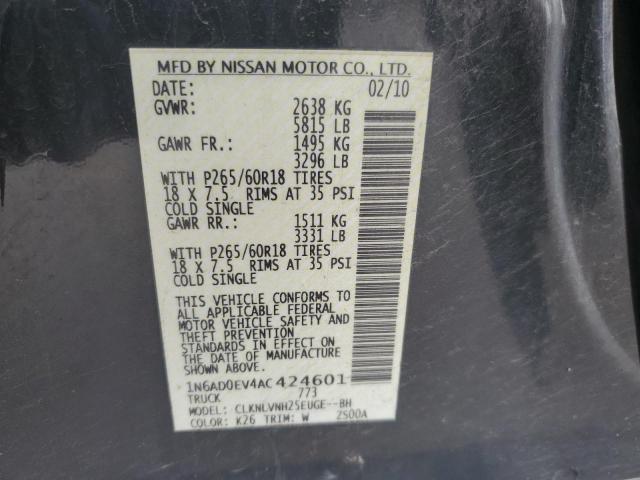 MFD BY NISSAN MOTOR CO., LTD.
DATE: 02/10
GVWR: 2638 KG
5815 LB
GAWR FR.: 1495 KG
3296 LB
WITH P265/60R18 TIRES
18 X 7.5 RIMS AT 35 PSI
COLD SINGLE
GAWR RR.: 1511 KG
3331 LB
WITH P265/60R18 TIRES
18 X 7.5 RIMS AT 35 PSI
COLD SINGLE
THIS VEHICLE CONFORMS TO
ALL APPLICABLE FEDERAL
MOTOR VEHICLE SAFETY AND
THEFT PREVENTION
STANDARDS IN EFFECT ON
THE DATE OF MANUFACTURE
SHOWN ABOVE.
1N6AD0EV4AC424601
TRUCK 773
MODEL: CLKNLVNH25EUGE--BH
COLOR: K26 TRIM: W 2S00A